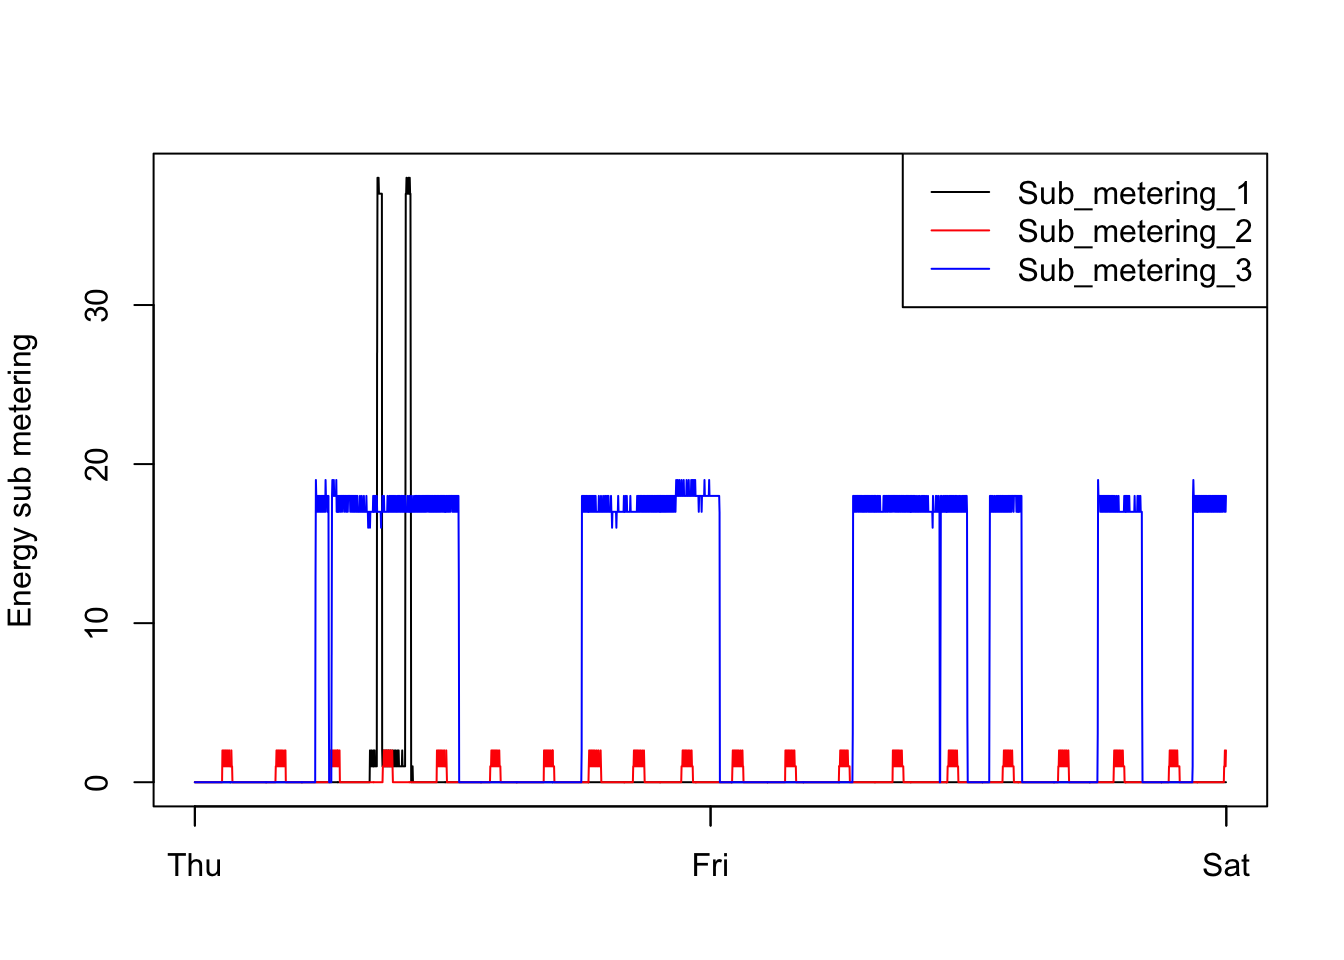 Sub_metering_1
Sub_metering_2
Sub_metering_3
Energy sub metering
30
20
10
0
Thu Fri Sat